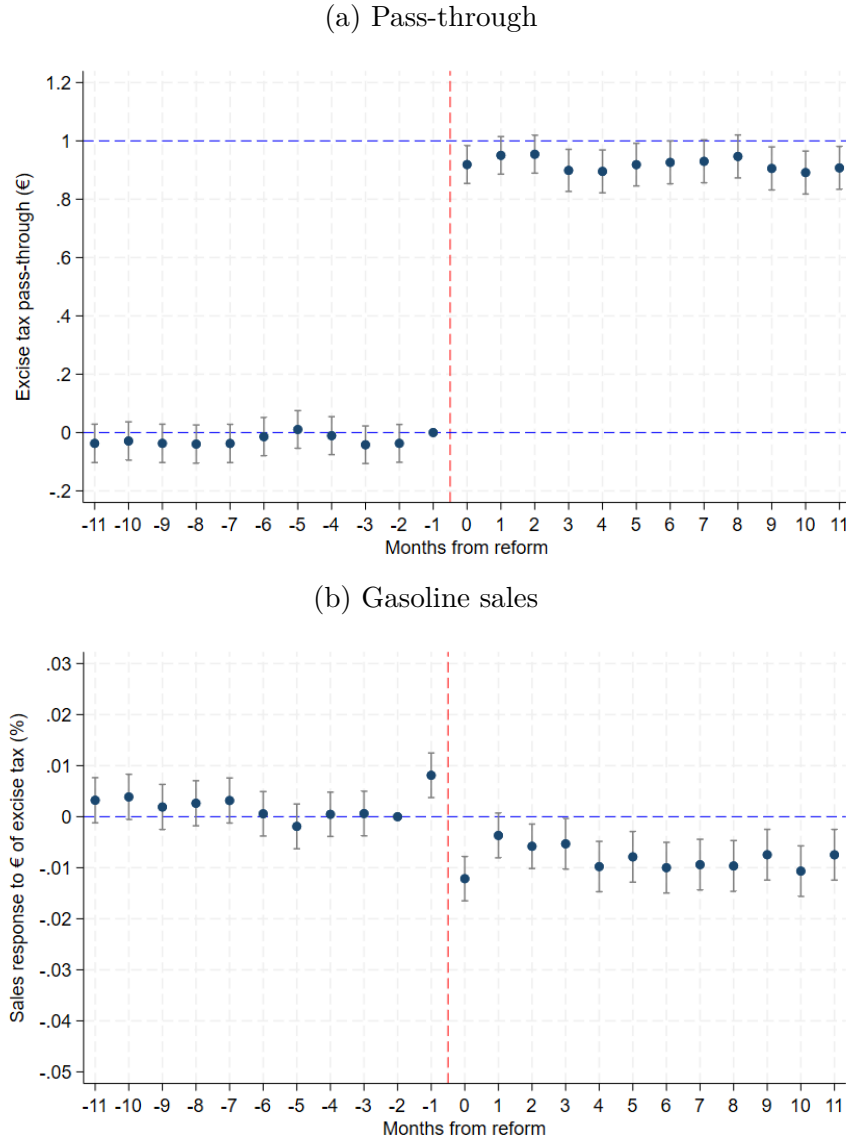 (a) Pass-through
Excise tax pass-through (€)
1.2
1
.8
.6
.4
.2
0
-.2
-11 -10 -9 -8 -7 -6 -5 -4 -3 -2 -1 0 1 2 3 4 5 6 7 8 9 10 11
Months from reform
(b) Gasoline sales
Sales response to € of excise tax (%)
.03
.02
.01
0
-.01
-.02
-.03
-.04
-.05
-11 -10 -9 -8 -7 -6 -5 -4 -3 -2 -1 0 1 2 3 4 5 6 7 8 9 10 11
Months from reform